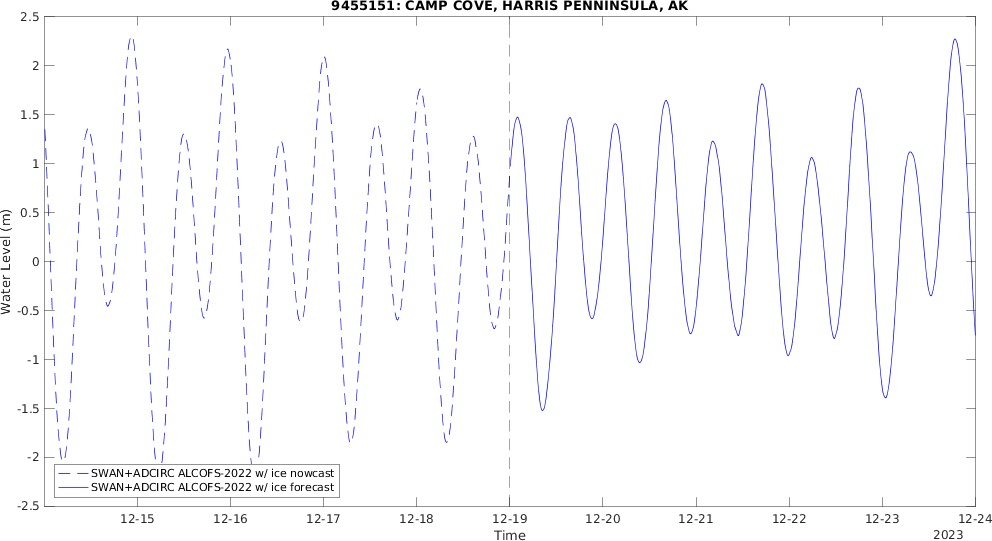 9455151: CAMP COVE, HARRIS PENNINSULA, AK
Water Level (m)
2.5
2
1.5
1
0.5
0
-0.5
-1
-1.5
-2
-2.5
SWAN+ADCIRC ALCOFS-2022 w/ ice nowcast
SWAN+ADCIRC ALCOFS-2022 w/ ice forecast
12-15 12-16 12-17 12-18 12-19 12-20 12-21 12-22 12-23 12-24
Time
2023